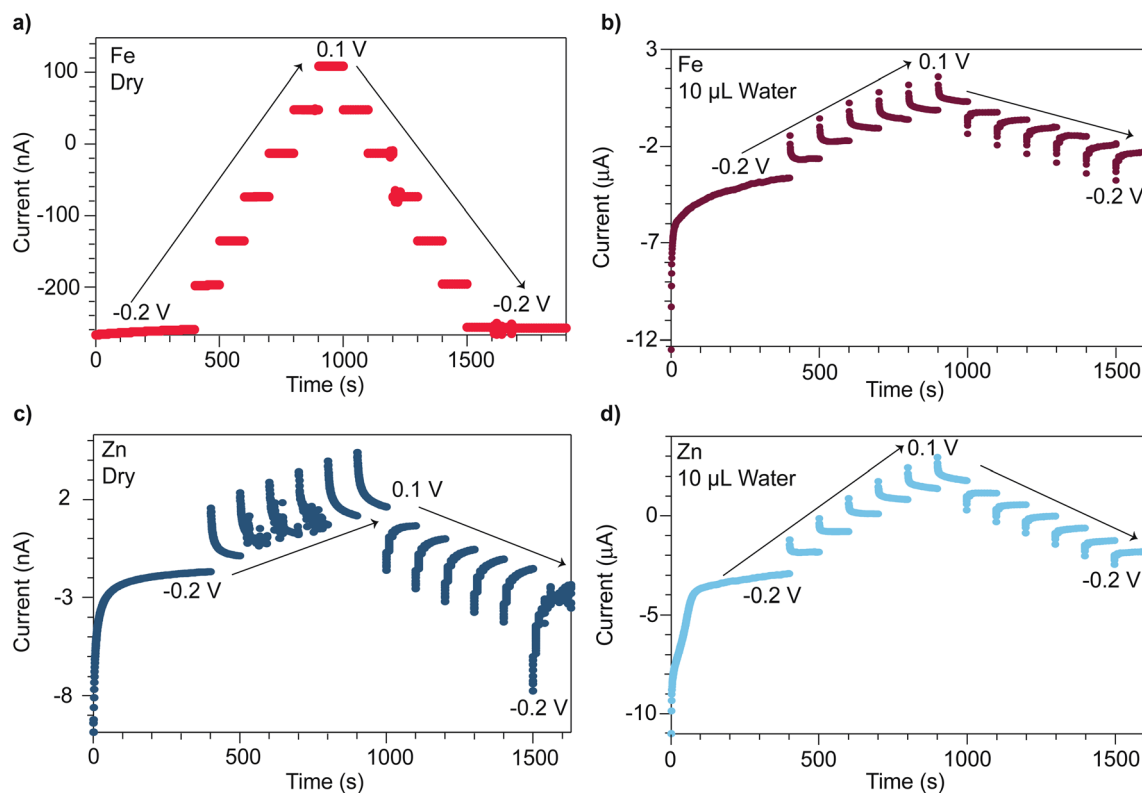 a)
Fe
Dry
0.1 V
-0.2 V
-0.2 V
100
0
-100
-200
Current (nA)
0
500
1000
1500
Time (s)
b)
Fe
10 µL Water
0.1 V
-0.2 V
-0.2 V
3
-2
-7
-12
Current (µA)
0
500
1000
1500
Time (s)
c)
Zn
Dry
0.1 V
-0.2 V
-0.2 V
2
-3
-8
Current (nA)
0
500
1000
1500
Time (s)
d)
Zn
10 µL Water
0.1 V
-0.2 V
-0.2 V
0
-5
-10
Current (µA)
0
500
1000
1500
Time (s)